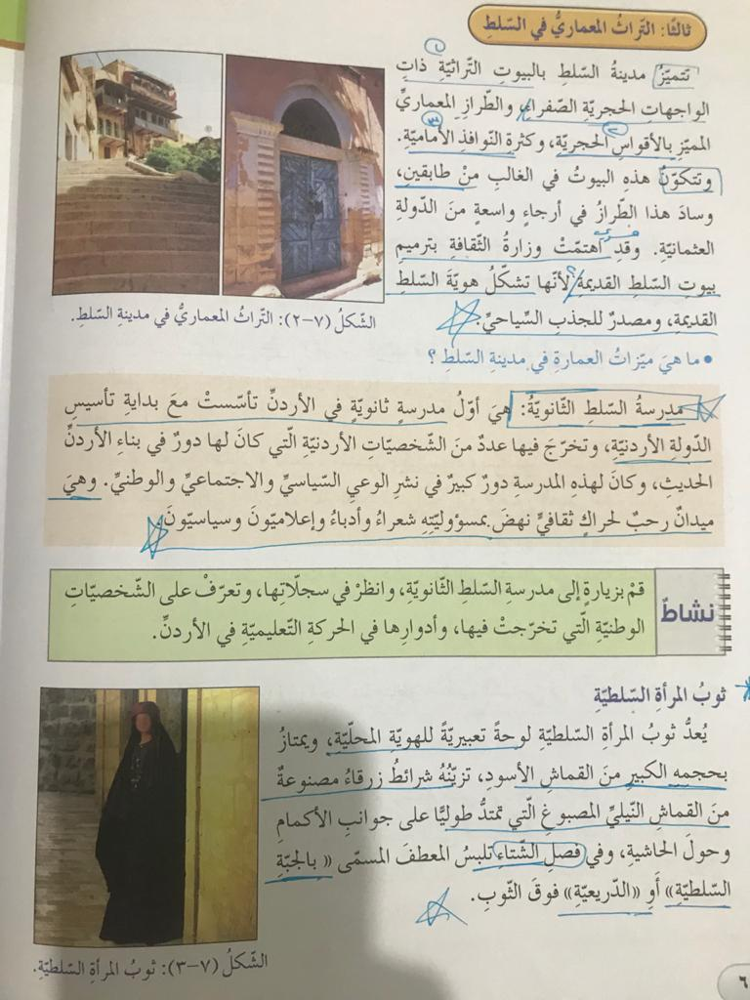 ثالثًا: التّراثُ المعماريُّ في السّلطِ
تتميّزُ مدينةُ السّلطِ بالبيوتِ التّراثيّةِ ذاتِ
الواجهاتِ الحجريّةِ الصّفراءِ، والطّرازِ المعماريِّ
المميّزِ بالأقواسِ الحجريّةِ، وكثرةِ النّوافذِ الأماميّةِ.
وتتكوّنُ هذهِ البيوتُ في الغالبِ منْ طابقينِ،
وسادَ هذا الطّرازُ في أرجاءٍ واسعةٍ منَ الدّولةِ
العثمانيّةِ. وقدِ اهتمّتْ وزارةُ الثّقافةِ بترميمِ
بيوتِ السّلطِ القديمةِ لأنّها تشكّلُ هويّةَ السّلطِ
القديمةِ، ومصدرٌ للجذبِ السِّياحيِّ.
الشّكلُ (٧-٢): التّراثُ المعماريُّ في مدينةِ السّلطِ.
• ما هيَ ميّزاتُ العمارةِ في مدينةِ السّلطِ ؟
مدرسةُ السّلطِ الثّانويّةُ: هيَ أوّلُ مدرسةٍ ثانويّةٍ في الأردنِّ تأسّستْ معَ بدايةِ تأسيسِ
الدّولةِ الأردنيّةِ، وتخرّجَ فيها عددٌ منَ الشّخصيّاتِ الأردنيّةِ الّتي كانَ لها دورٌ في بناءِ الأردنِّ
الحديثِ، وكانَ لهذهِ المدرسةِ دورٌ كبيرٌ في نشرِ الوعيِ السّياسيِّ والاجتماعيِّ والوطنيِّ. وهيَ
ميدانٌ رحبٌ لحراكٍ ثقافيٍّ نهضَ بمسؤوليّتِهِ شعراءُ وأدباءُ وإعلاميّونَ وسياسيّونَ.
نشاطٌ
قمْ بزيارةٍ إلى مدرسةِ السّلطِ الثّانويّةِ، وانظرْ في سجلّاتِها، وتعرّفْ على الشّخصيّاتِ
الوطنيّةِ الّتي تخرّجتْ فيها، وأدوارِها في الحركةِ التّعليميّةِ في الأردنِّ.
ثوبُ المرأةِ السّلطيّةِ
يُعدُّ ثوبُ المرأةِ السّلطيّةِ لوحةً تعبيريّةً للهويّةِ المحلّيّةِ، ويمتازُ
بحجمِهِ الكبيرِ منَ القماشِ الأسودِ، تزيّنُهُ شرائطُ زرقاءُ مصنوعةٌ
منَ القماشِ النّيليِّ المصبوغِ الّتي تمتدُّ طوليًّا على جوانبِ الأكمامِ
وحولَ الحاشيةِ، وفي فصلِ الشّتاءِ تلبسُ المعطفَ المسمّى « بالجبّةِ
السّلطيّةِ» أوِ «الدّريعيّةِ» فوقَ الثّوبِ.
الشّكلُ (٧-٣): ثوبُ المرأةِ السّلطيّةِ.